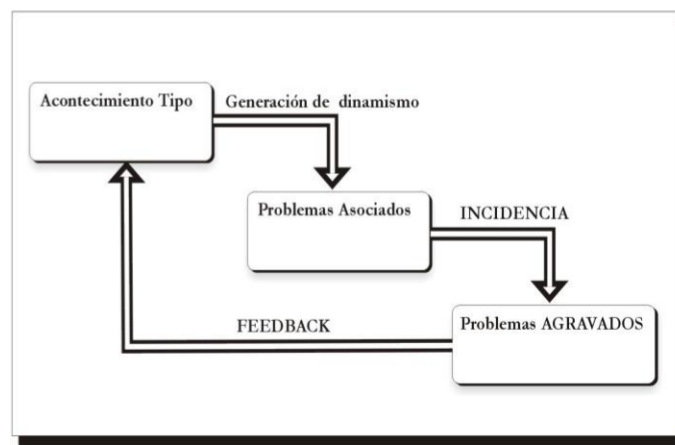 Acontecimiento Tipo
Generación de dinamismo
Problemas Asociados
INCIDENCIA
Problemas AGRAVADOS
FEEDBACK